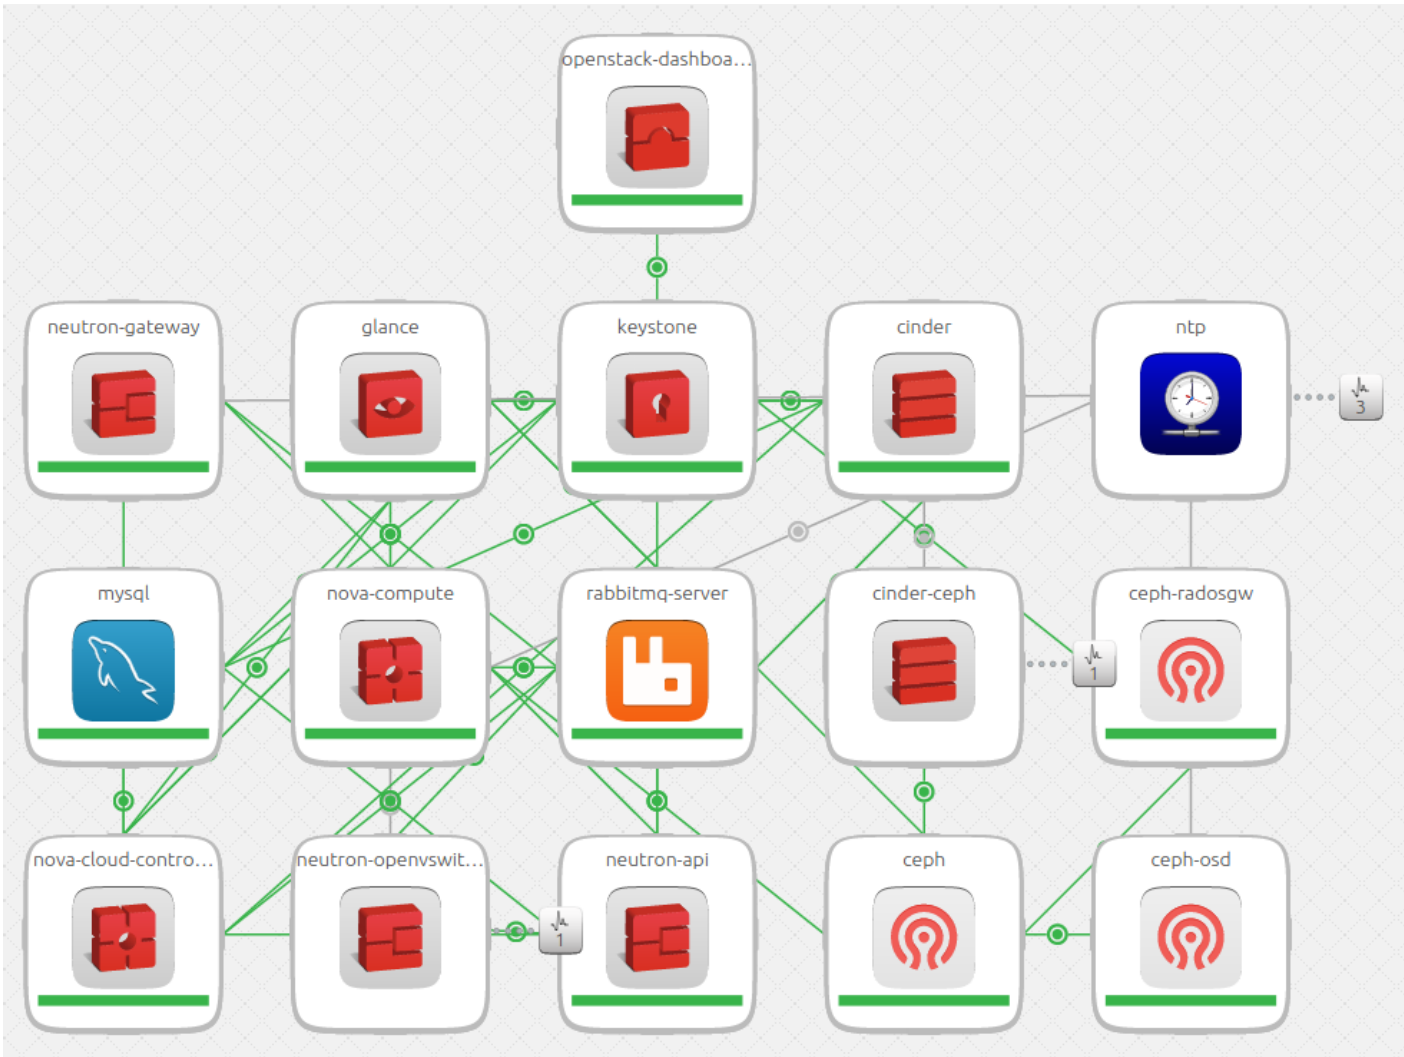 openstack-dashboa...
neutron-gateway
glance
keystone
cinder
ntp
3
mysql
nova-compute
rabbitmq-server
cinder-ceph
1
ceph-radosgw
nova-cloud-contro...
neutron-openvswit...
1
neutron-api
ceph
ceph-osd